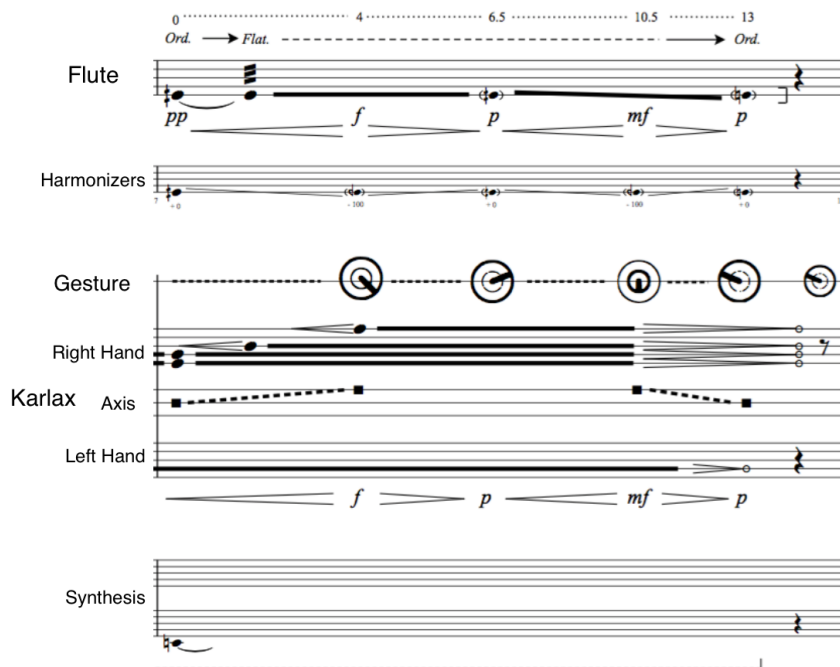 0 4 6.5 10.5 13
Ord. Flat. Ord.
Flute
pp f p mf p
Harmonizers
7 + 0 - 100 + 0 - 100 + 0
Gesture
Right Hand
Karlax Axis
Left Hand
f p mf p
Synthesis